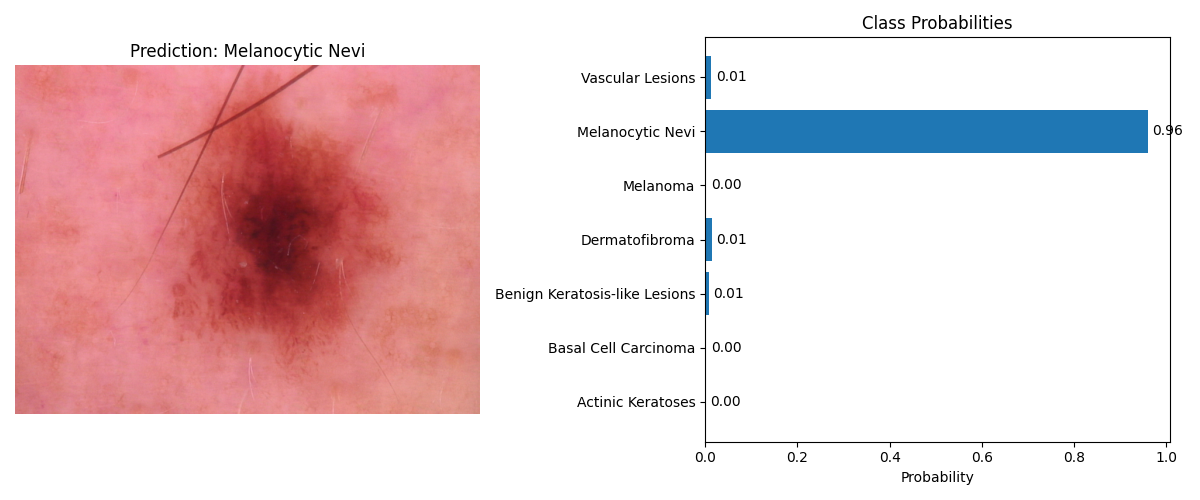 Prediction: Melanocytic Nevi
Class Probabilities
Vascular Lesions
0.01
Melanocytic Nevi
0.96
Melanoma
0.00
Dermatofibroma
0.01
Benign Keratosis-like Lesions
0.01
Basal Cell Carcinoma
0.00
Actinic Keratoses
0.00
0.0 0.2 0.4 0.6 0.8 1.0
Probability